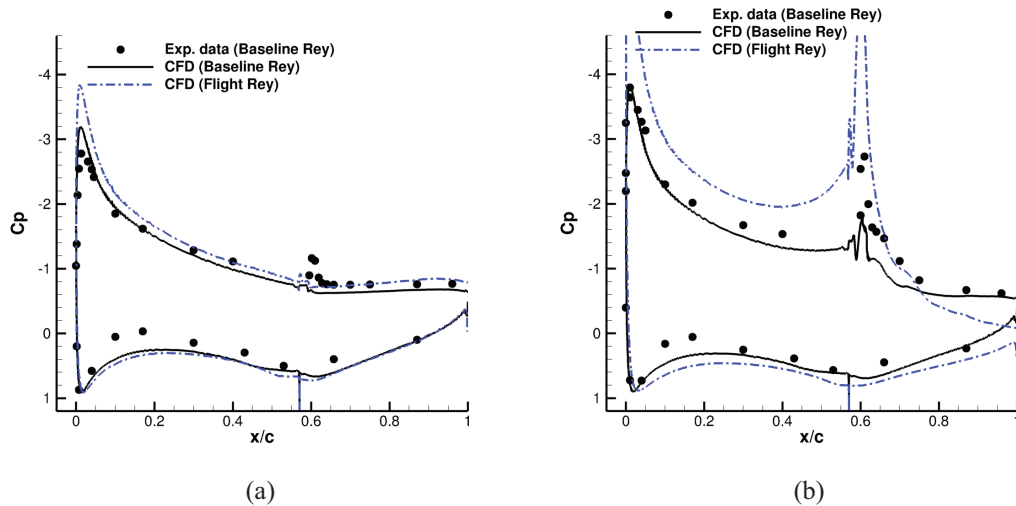 Exp. data (Baseline Rey)
CFD (Baseline Rey)
CFD (Flight Rey)
-4
-3
-2
-1
0
1
Cp
0
0.2
0.4
0.6
0.8
1
x/c
(a)
Exp. data (Baseline Rey)
CFD (Baseline Rey)
CFD (Flight Rey)
-4
-3
-2
-1
0
1
Cp
0
0.2
0.4
0.6
0.8
1
x/c
(b)